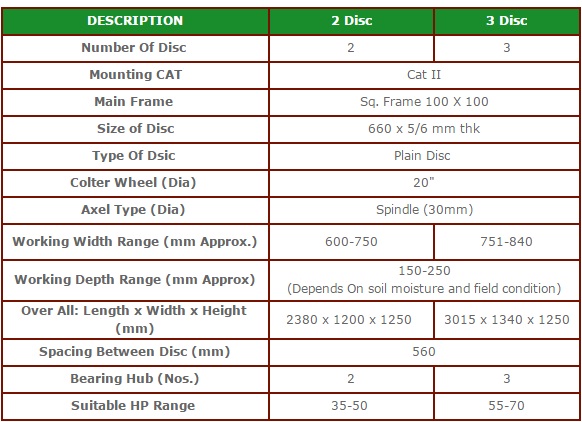 DESCRIPTION 2 Disc 3 Disc
Number Of Disc 2 3
Mounting CAT Cat II
Main Frame Sq. Frame 100 X 100
Size of Disc 660 x 5/6 mm thk
Type Of Dsic Plain Disc
Colter Wheel (Dia) 20"
Axel Type (Dia) Spindle (30mm)
Working Width Range (mm Approx.) 600-750 751-840
Working Depth Range (mm Approx) 150-250
(Depends On soil moisture and field condition)
Over All: Length x Width x Height
(mm) 2380 x 1200 x 1250 3015 x 1340 x 1250
Spacing Between Disc (mm) 560
Bearing Hub (Nos.) 2 3
Suitable HP Range 35-50 55-70